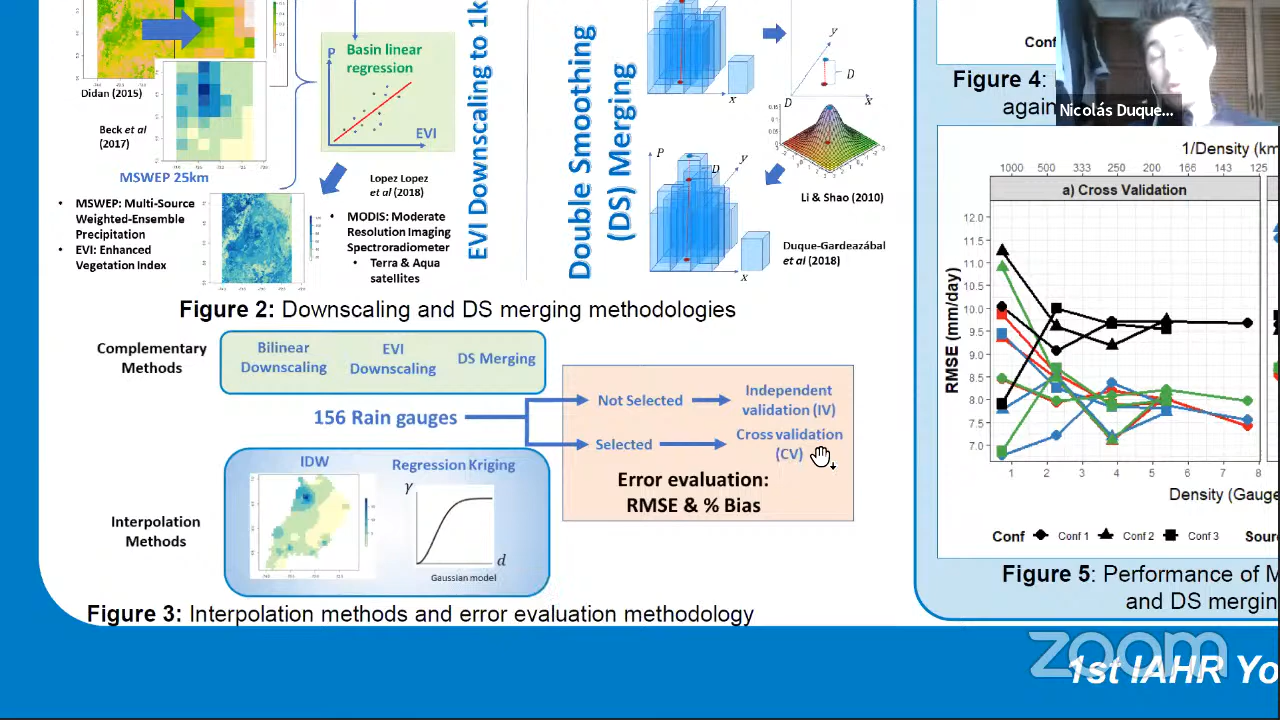 Didan (2015)
Beck et al
(2017)
MSWEP 25km
• MSWEP: Multi-Source
Weighted-Ensemble
Precipitation
• EVI: Enhanced
Vegetation Index
P
Basin linear
regression
EVI
Lopez Lopez
et al (2018)
• MODIS: Moderate
Resolution Imaging
Spectroradiometer
• Terra & Aqua
satellites
EVI Downscaling to 1k
Double Smoothing
(DS) Merging
x
y
D
D
x
P
D
y
x
Li & Shao (2010)
Duque-Gardeazábal
et al (2018)
Figure 2: Downscaling and DS merging methodologies
Complementary
Methods
Bilinear
Downscaling
EVI
Downscaling
DS Merging
156 Rain gauges
Not Selected
Independent
validation (IV)
Selected
Cross validation
(CV)
Error evaluation:
RMSE & % Bias
Interpolation
Methods
IDW
Regression Kriging
γ
d
Gaussian model
Figure 3: Interpolation methods and error evaluation methodology
Conf
Figure 4:
again
Nicolás Duque...
1/Density (km
1000 500 333 250 200 167 143 125
a) Cross Validation
RMSE (mm/day)
12.0
11.5
11.0
10.5
10.0
9.5
9.0
8.5
8.0
7.5
7.0
1 2 3 4 5 6 7 8
Density (Gauge
Conf Conf 1 Conf 2 Conf 3 Sour
Figure 5: Performance of M
and DS mergin
zoom
1st IAHR Yo